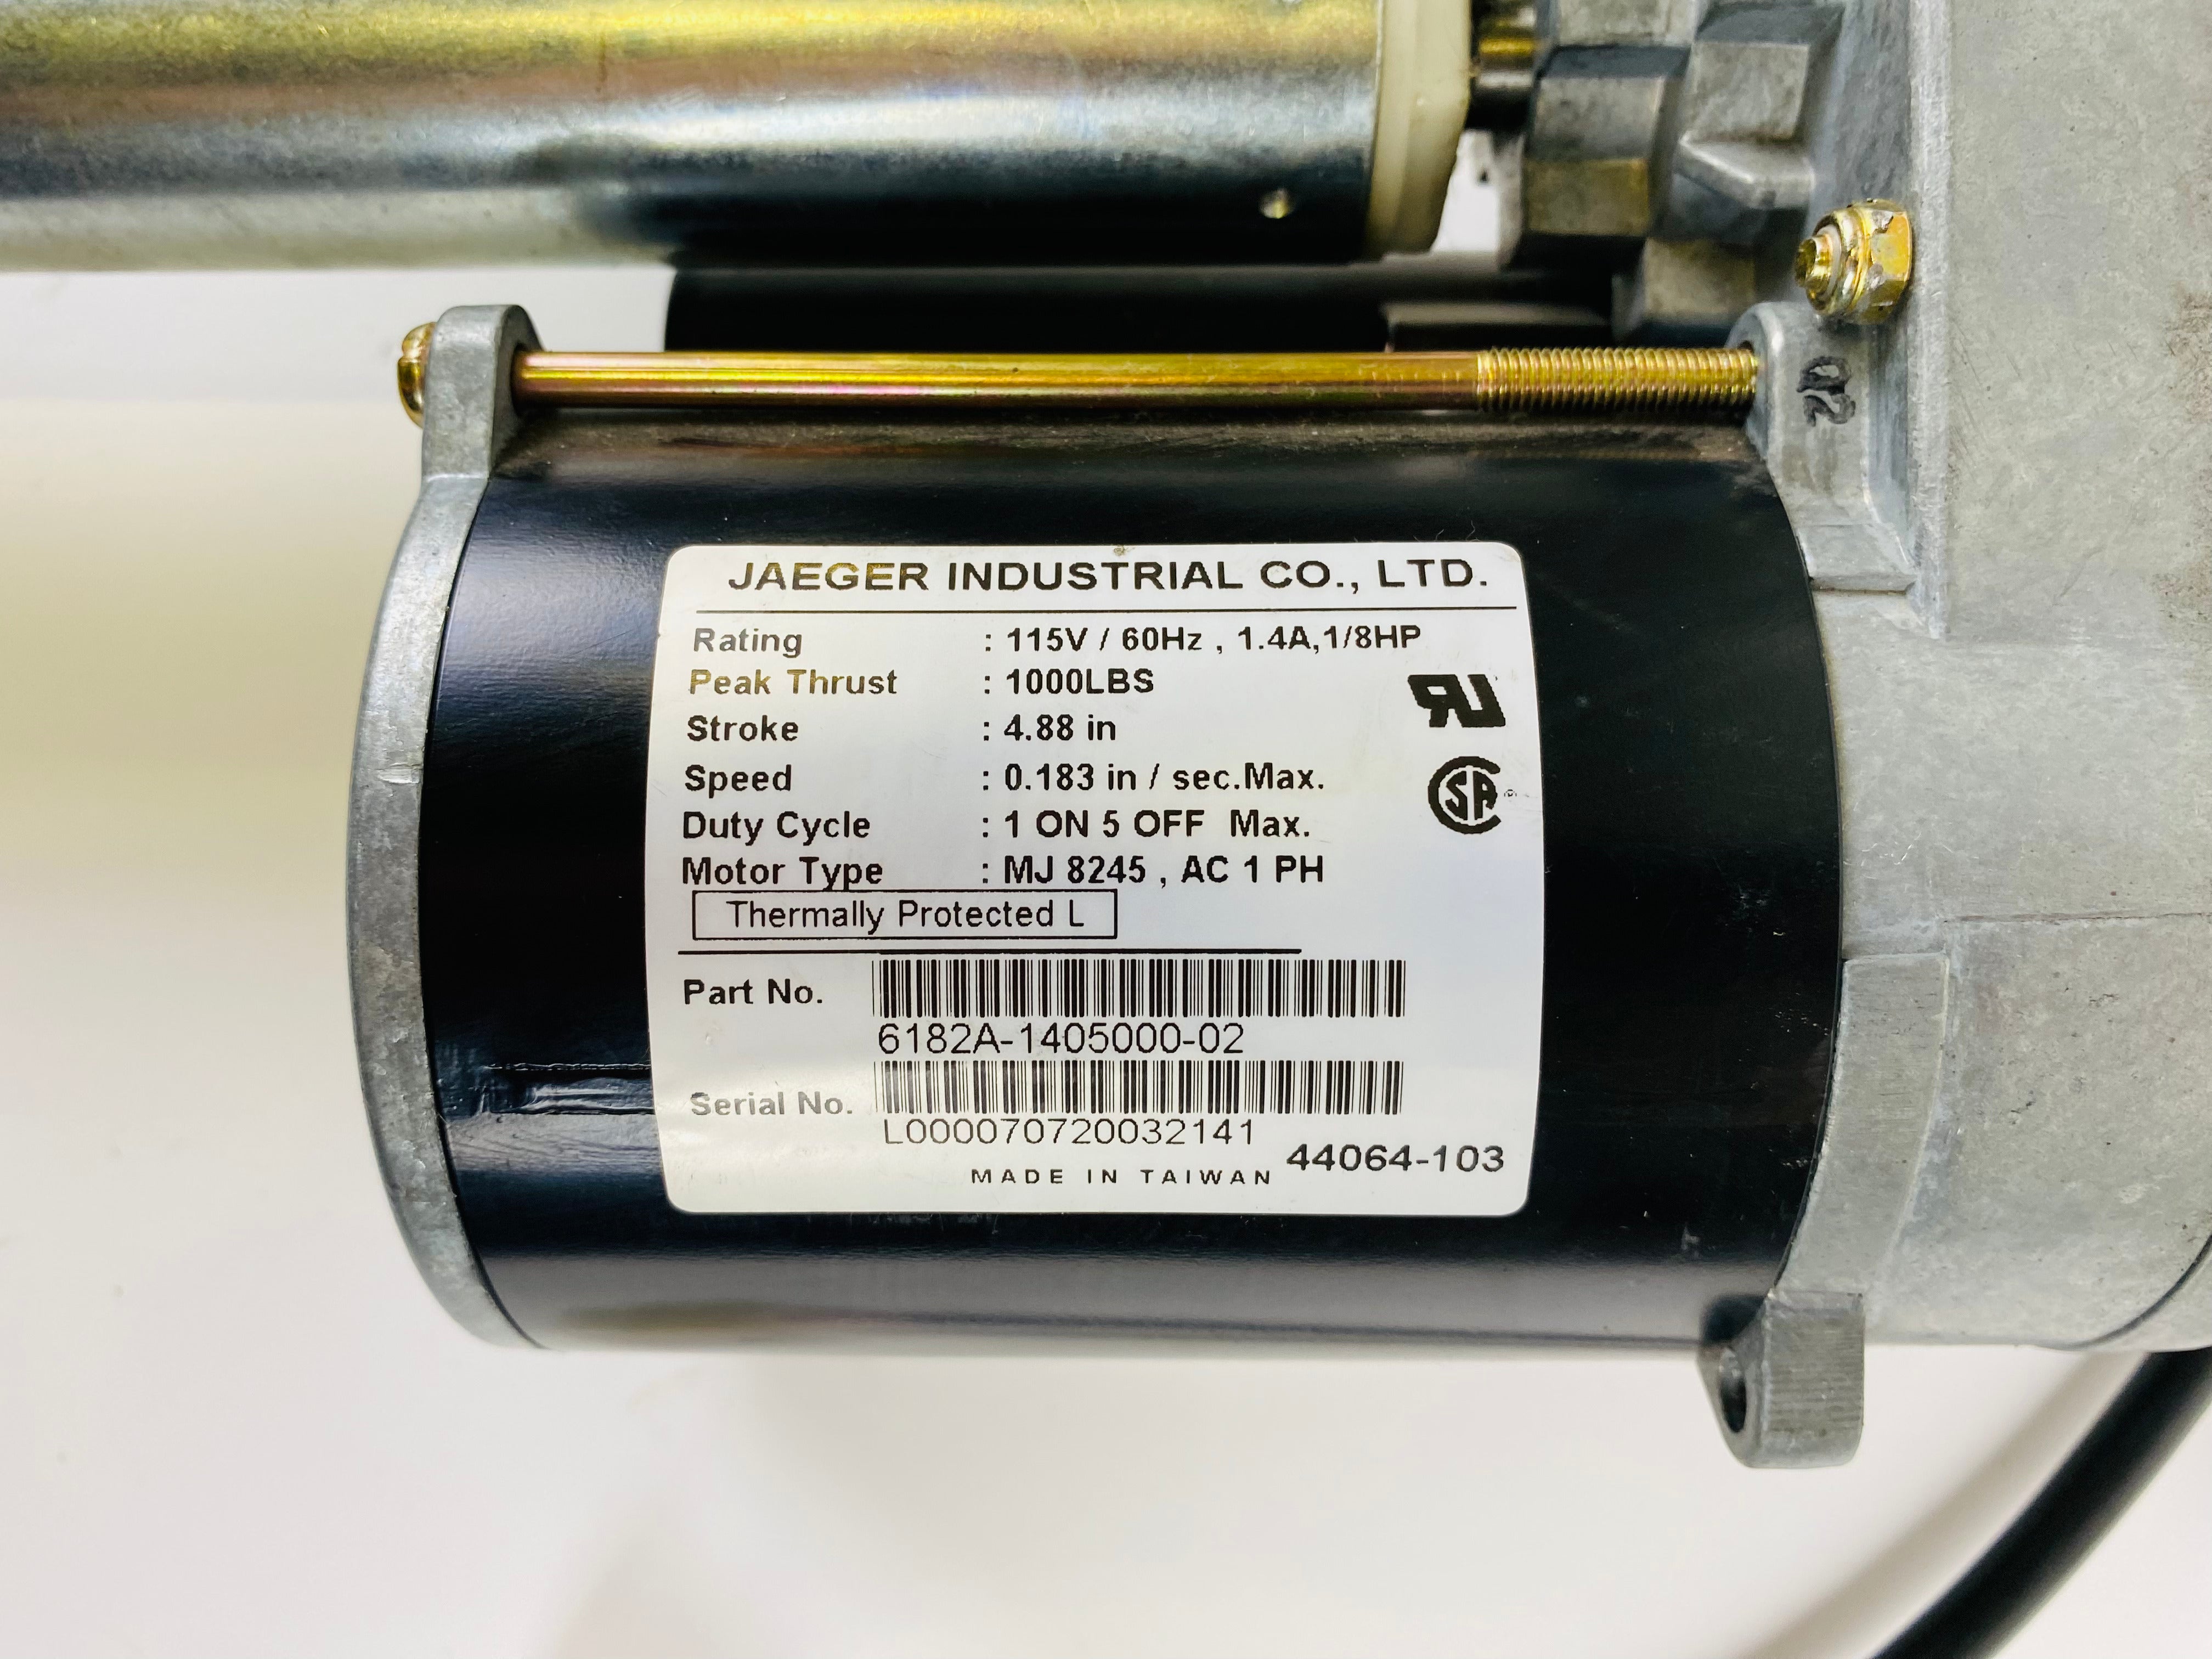 JAEGER INDUSTRIAL CO., LTD.
Rating : 115V / 60Hz , 1.4A,1/8HP
Peak Thrust : 1000LBS
Stroke : 4.88 in
Speed : 0.183 in / sec.Max.
Duty Cycle : 1 ON 5 OFF Max.
Motor Type : MJ 8245 , AC 1 PH
Thermally Protected L
Part No.
6182A-1405000-02
Serial No.
L000070720032141
44064-103
MADE IN TAIWAN
SA